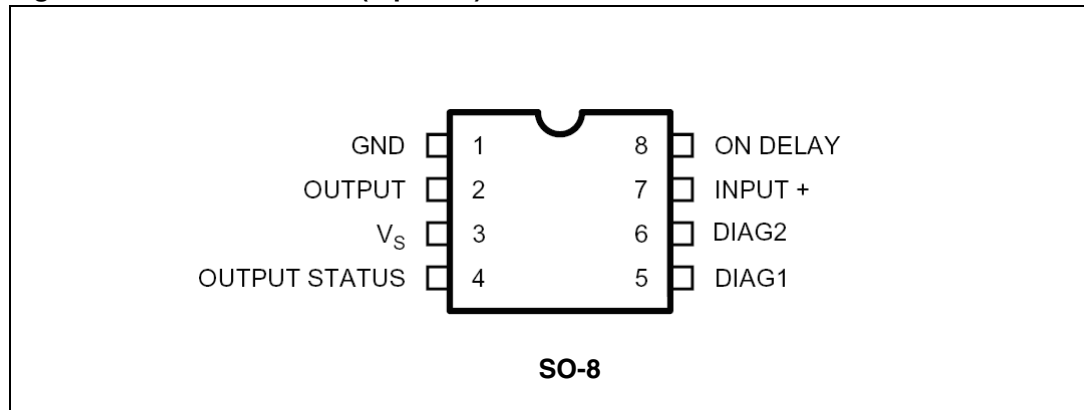 GND 1 8 ON DELAY
OUTPUT 2 7 INPUT +
VS 3 6 DIAG2
OUTPUT STATUS 4 5 DIAG1
SO-8